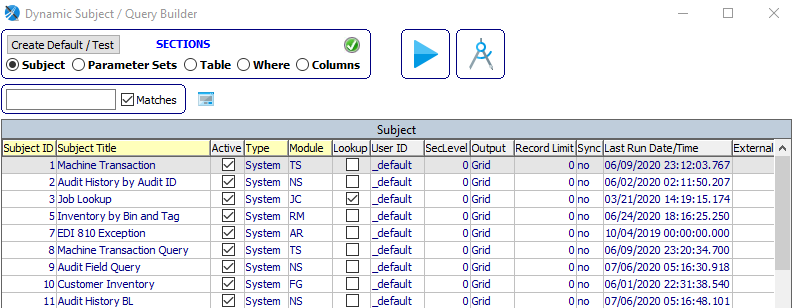 Dynamic Subject / Query Builder
Create Default / Test SECTIONS
Subject Parameter Sets Table Where Columns
Matches
Subject
Subject ID Subject Title Active Type Module Lookup User ID SecLevel Output Record Limit Sync Last Run Date/Time External
1 Machine Transaction System TS _default 0 Grid 0 no 06/09/2020 23:12:03.767
2 Audit History by Audit ID System NS _default 0 Grid 0 no 06/02/2020 02:11:50.207
3 Job Lookup System JC _default 0 Grid 0 no 03/21/2020 14:19:15.174
5 Inventory by Bin and Tag System RM _default 0 Grid 0 no 06/24/2020 18:16:25.250
7 EDI 810 Exception System AR _default 0 Grid 0 no 10/04/2019 00:00:00.000
8 Machine Transaction Query System TS _default 0 Grid 0 no 06/09/2020 23:20:34.700
9 Audit Field Query System NS _default 0 Grid 0 no 07/06/2020 05:16:30.918
10 Customer Inventory System FG _default 0 Grid 0 no 06/01/2020 22:31:38.540
11 Audit History BL System NS _default 0 Grid 0 no 07/06/2020 05:16:48.101